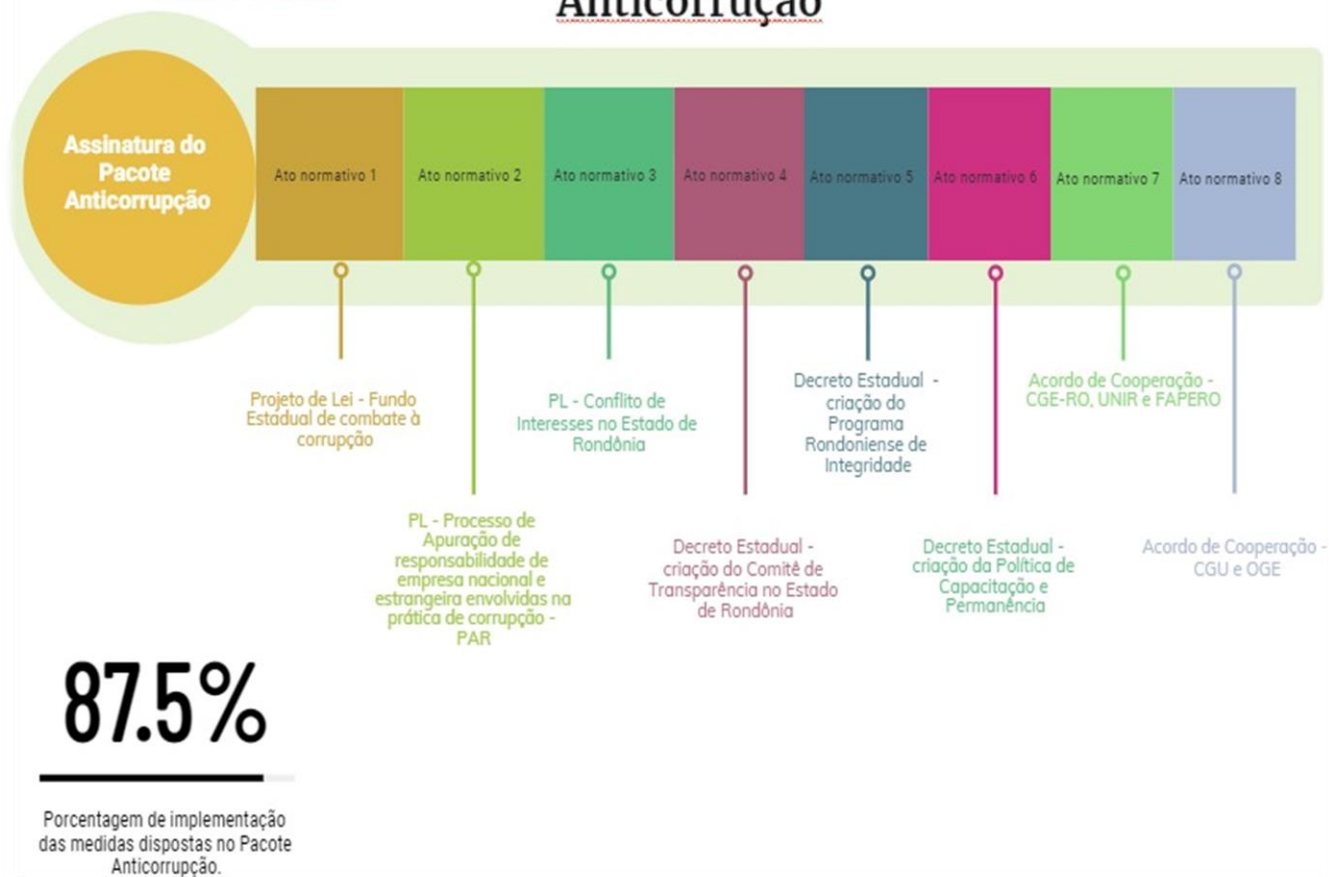 Anticorrução
Assinatura do
Pacote
Anticorrupção
Ato normativo 1
Ato normativo 2
Ato normativo 3
Ato normativo 4
Ato normativo 5
Ato normativo 6
Ato normativo 7
Ato normativo 8
Projeto de Lei - Fundo
Estadual de combate à
corrupção
PL - Processo de
Apuração de
responsabilidade de
empresa nacional e
estrangeira envolvidas na
prática de corrupção -
PAR
PL - Conflito de
Interesses no Estado de
Rondônia
Decreto Estadual -
criação do Comitê de
Transparência no Estado
de Rondônia
Decreto Estadual -
criação do
Programa
Rondoniense de
Integridade
Decreto Estadual -
criação da Política de
Capacitação e
Permanência
Acordo de Cooperação -
CGE-RO, UNIR e FAPERO
Acordo de Cooperação -
CGU e OGE
87.5%
Porcentagem de implementação
das medidas dispostas no Pacote
Anticorrupção.